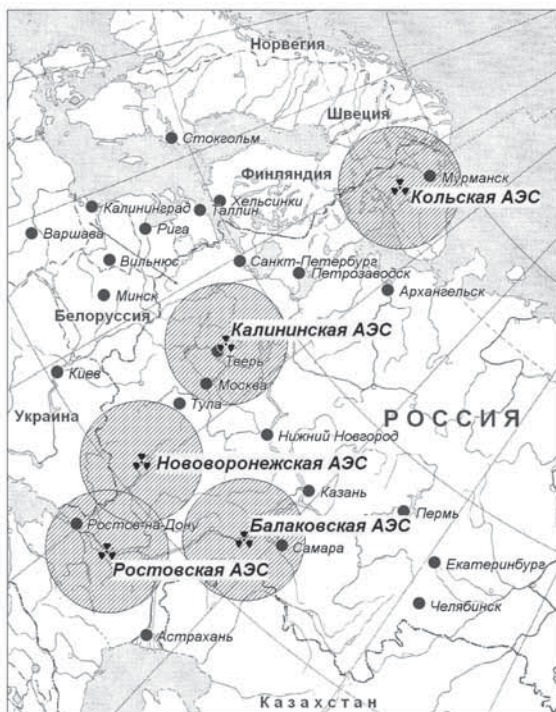 Норвегия
Швеция
Стокгольм
Финляндия
Мурманск
Кольская АЭС
Хельсинки
Калининград
Таллин
Варшава
Рига
Вильнюс
Санкт-Петербург
Петрозаводск
Минск
Архангельск
Белоруссия
Калининская АЭС
Тверь
Киев
Москва
Тула
Украина
РОССИЯ
Нижний Новгород
Нововоронежская АЭС
Казань
Ростов-на-Дону
Балаковская АЭС
Пермь
Самара
Ростовская АЭС
Екатеринбург
Челябинск
Астрахань
Казахстан